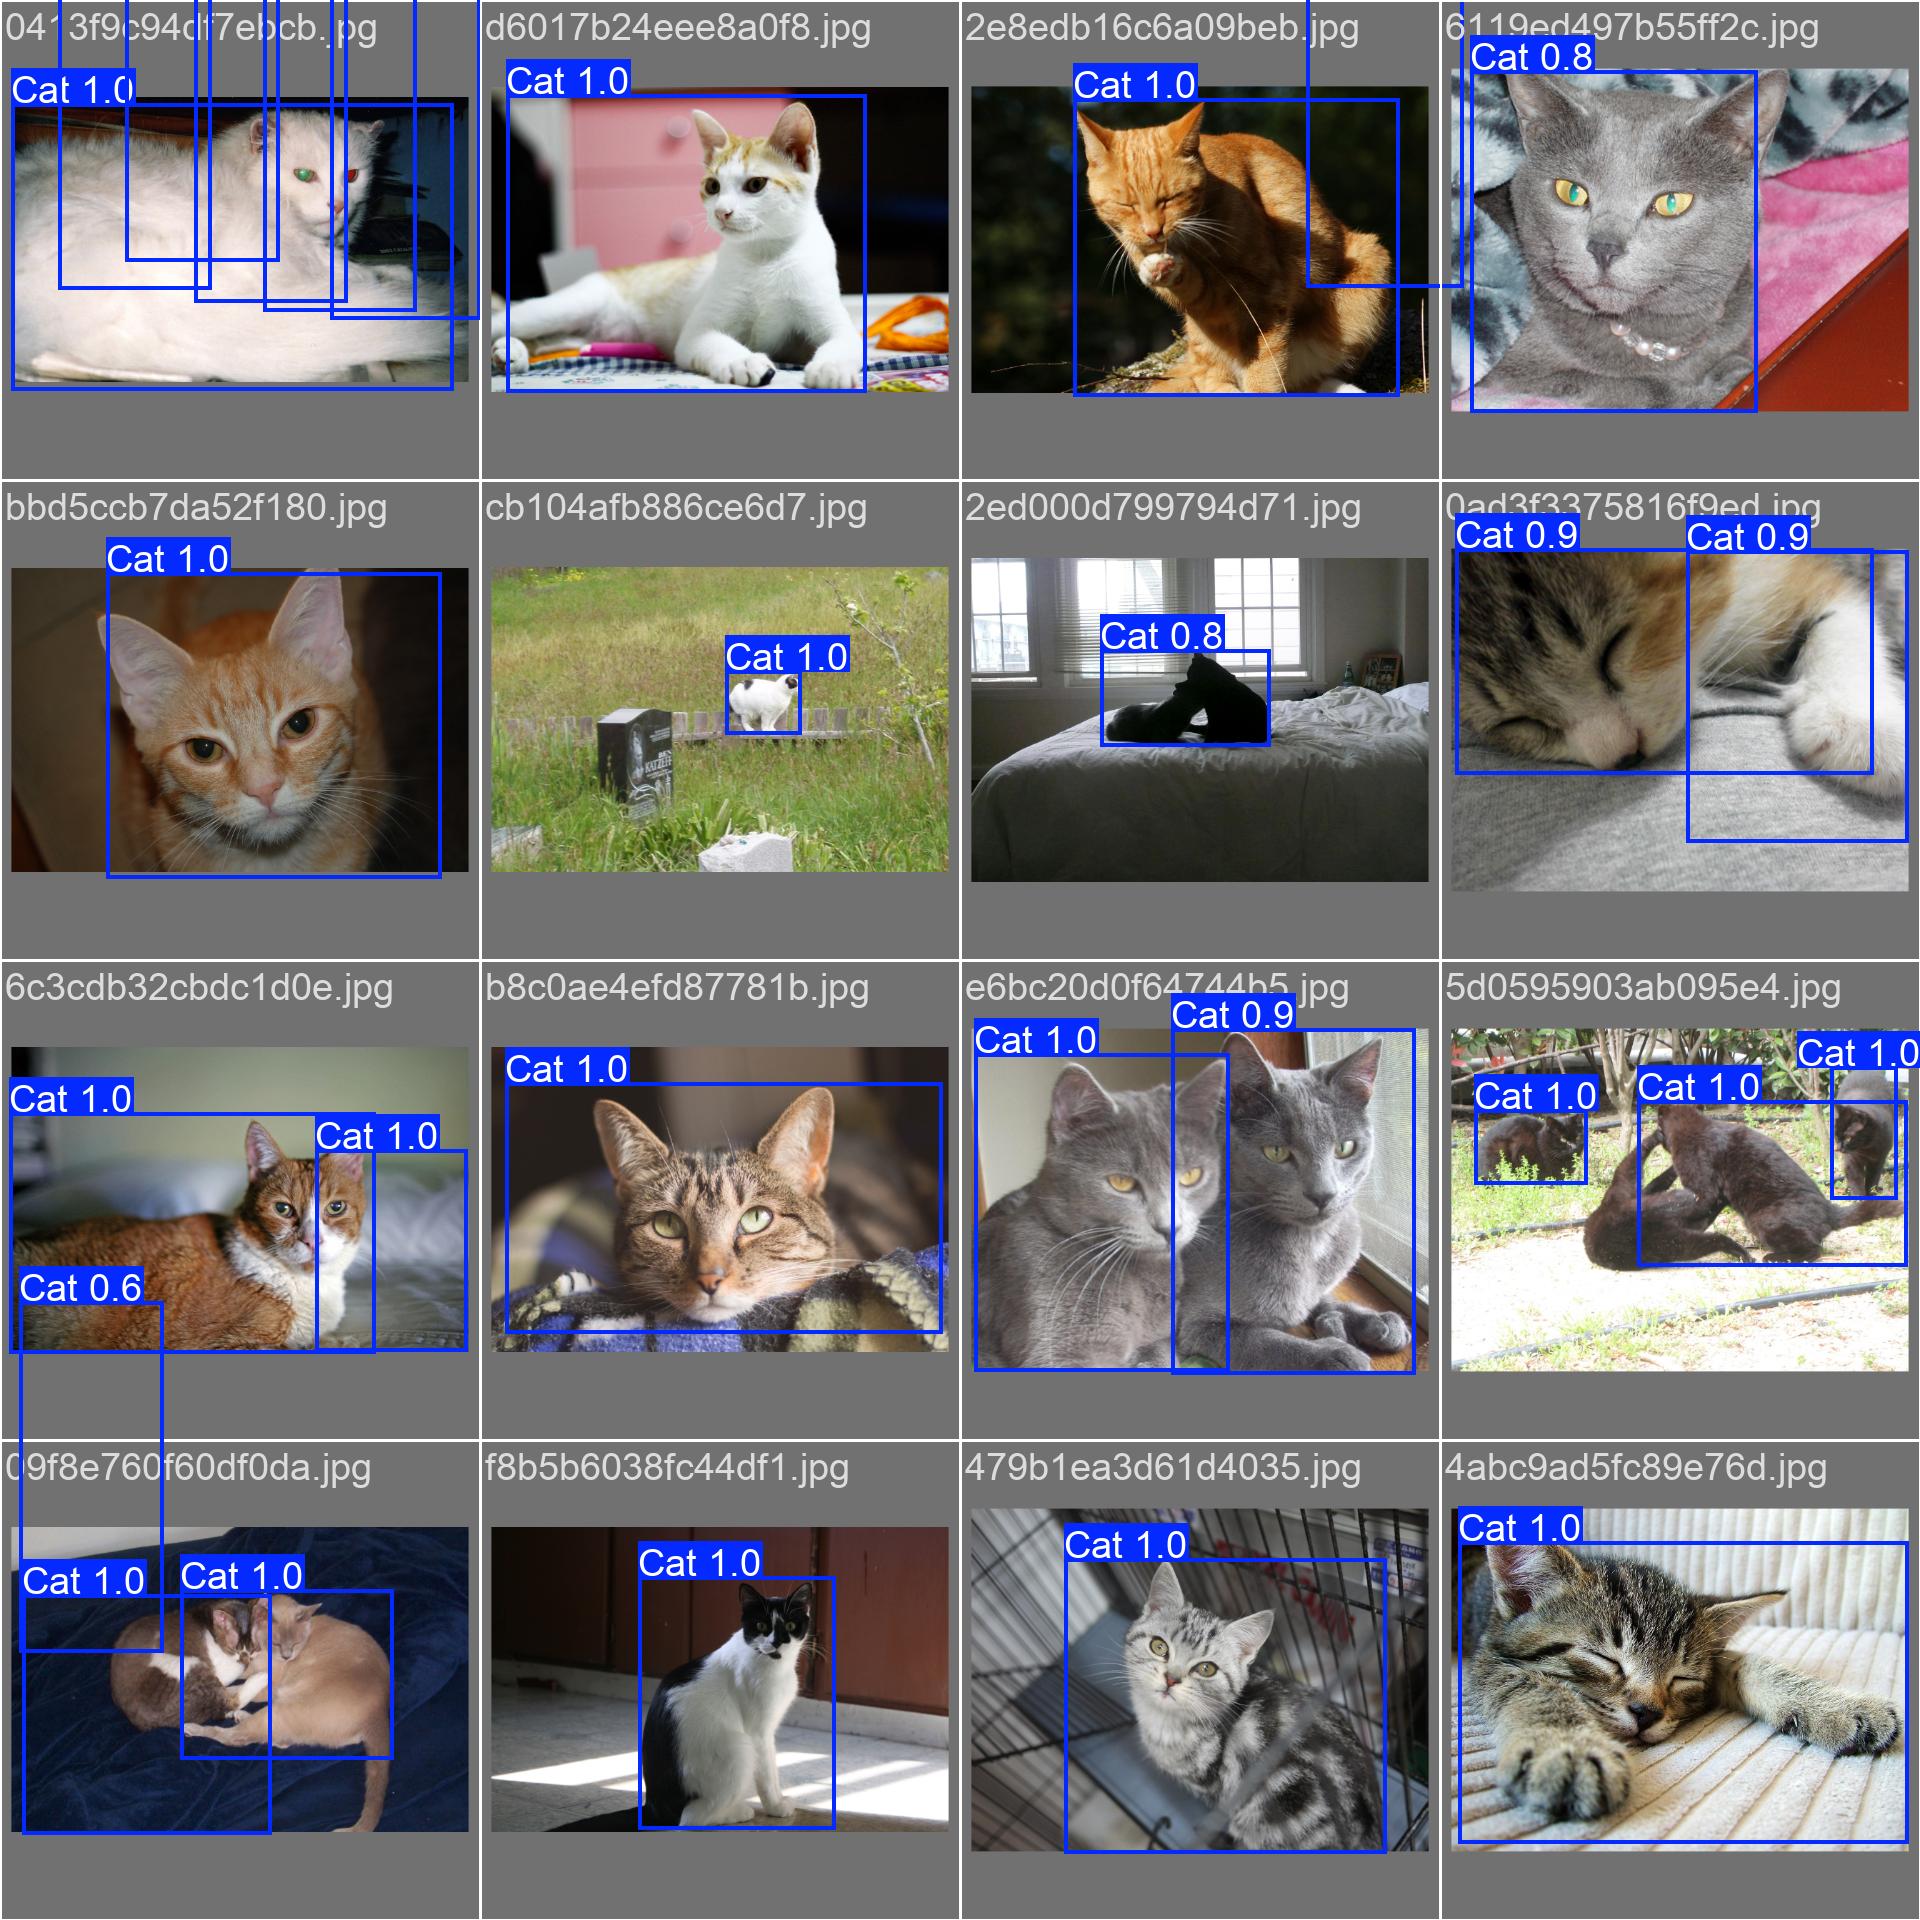 0413f9c94df7ebcb.jpg
Cat 1.0
d6017b24eee8a0f8.jpg
Cat 1.0
2e8edb16c6a09beb.jpg
Cat 1.0
6119ed497b55ff2c.jpg
Cat 0.8
bbd5ccb7da52f180.jpg
Cat 1.0
cb104afb886ce6d7.jpg
Cat 1.0
KATZEFF
2ed000d799794d71.jpg
Cat 0.8
0ad3f3375816f9ed.jpg
Cat 0.9
Cat 0.9
6c3cdb32cbdc1d0e.jpg
Cat 1.0
Cat 1.0
Cat 0.6
b8c0ae4efd87781b.jpg
Cat 1.0
e6bc20d0f64744b5.jpg
Cat 1.0
Cat 0.9
5d0595903ab095e4.jpg
Cat 1.0
Cat 1.0
Cat 1.0
09f8e760f60df0da.jpg
Cat 1.0
Cat 1.0
f8b5b6038fc44df1.jpg
Cat 1.0
479b1ea3d61d4035.jpg
Cat 1.0
4abc9ad5fc89e76d.jpg
Cat 1.0